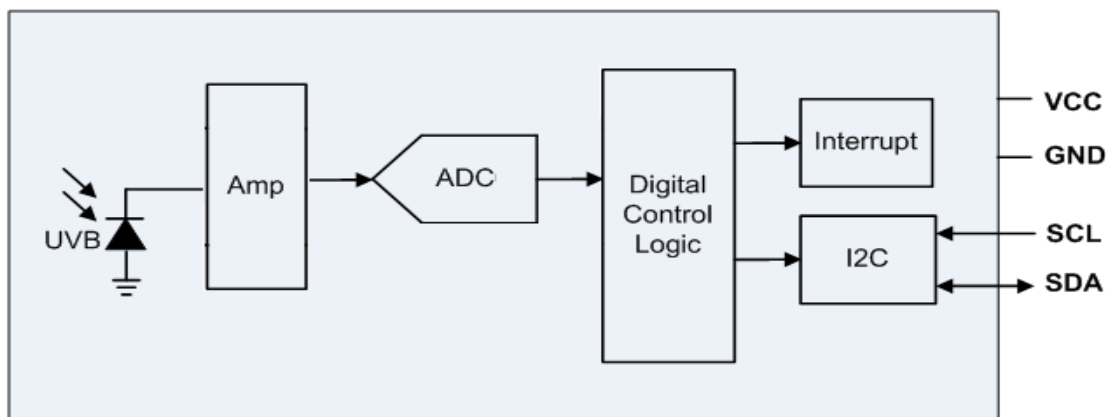 UVB
Amp
ADC
Digital
Control
Logic
Interrupt
I2C
VCC
GND
SCL
SDA